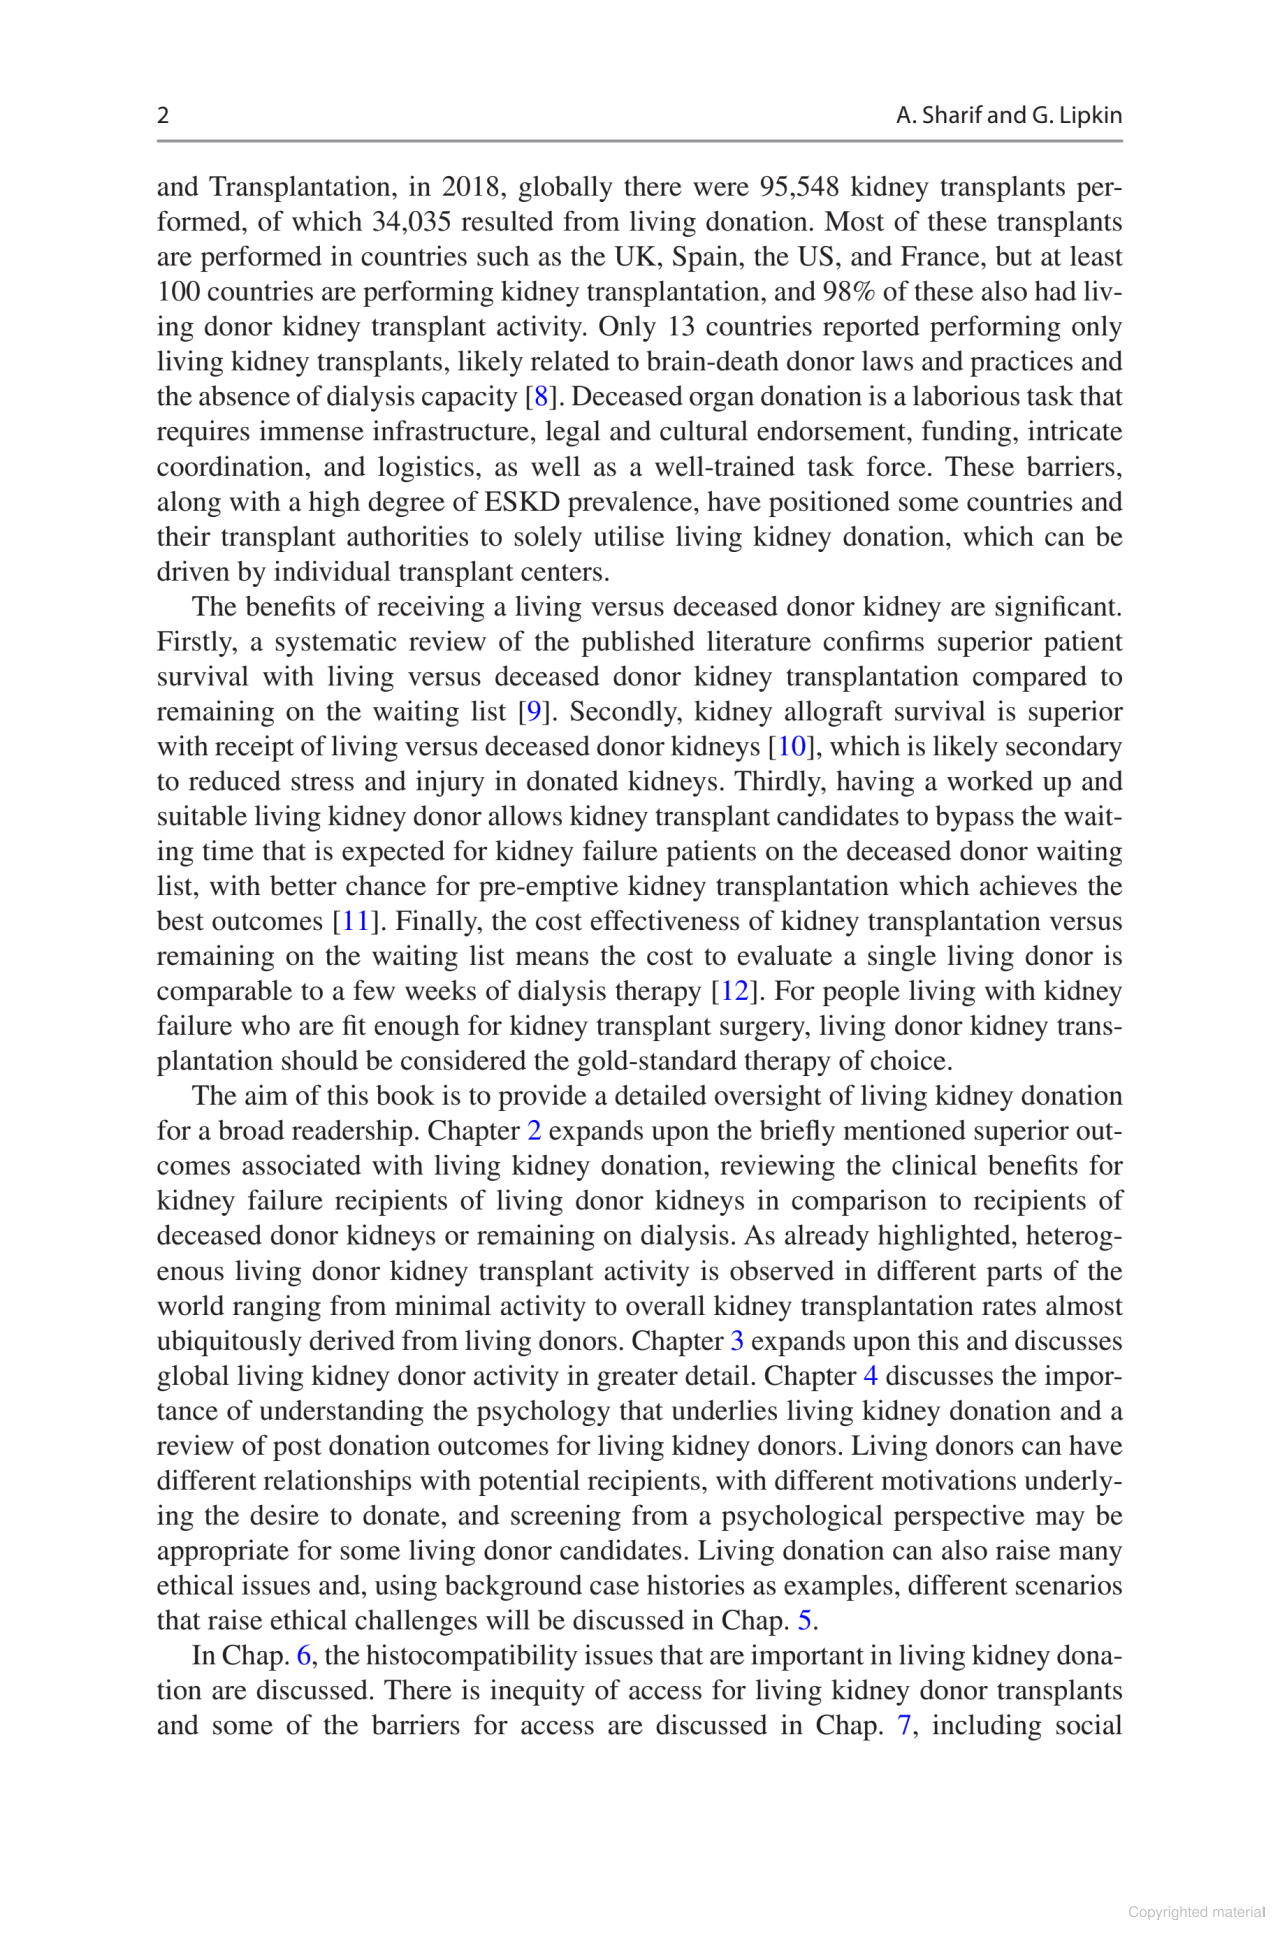 2
A. Sharif and G. Lipkin
and Transplantation, in 2018, globally there were 95,548 kidney transplants per-
formed, of which 34,035 resulted from living donation. Most of these transplants
are performed in countries such as the UK, Spain, the US, and France, but at least
100 countries are performing kidney transplantation, and 98% of these also had liv-
ing donor kidney transplant activity. Only 13 countries reported performing only
living kidney transplants, likely related to brain-death donor laws and practices and
the absence of dialysis capacity [8]. Deceased organ donation is a laborious task that
requires immense infrastructure, legal and cultural endorsement, funding, intricate
coordination, and logistics, as well as a well-trained task force. These barriers,
along with a high degree of ESKD prevalence, have positioned some countries and
their transplant authorities to solely utilise living kidney donation, which can be
driven by individual transplant centers.
The benefits of receiving a living versus deceased donor kidney are significant.
Firstly, a systematic review of the published literature confirms superior patient
survival with living versus deceased donor kidney transplantation compared to
remaining on the waiting list [9]. Secondly, kidney allograft survival is superior
with receipt of living versus deceased donor kidneys [10], which is likely secondary
to reduced stress and injury in donated kidneys. Thirdly, having a worked up and
suitable living kidney donor allows kidney transplant candidates to bypass the wait-
ing time that is expected for kidney failure patients on the deceased donor waiting
list, with better chance for pre-emptive kidney transplantation which achieves the
best outcomes [11]. Finally, the cost effectiveness of kidney transplantation versus
remaining on the waiting list means the cost to evaluate a single living donor is
comparable to a few weeks of dialysis therapy [12]. For people living with kidney
failure who are fit enough for kidney transplant surgery, living donor kidney trans-
plantation should be considered the gold-standard therapy of choice.
The aim of this book is to provide a detailed oversight of living kidney donation
for a broad readership. Chapter 2 expands upon the briefly mentioned superior out-
comes associated with living kidney donation, reviewing the clinical benefits for
kidney failure recipients of living donor kidneys in comparison to recipients of
deceased donor kidneys or remaining on dialysis. As already highlighted, heterog-
enous living donor kidney transplant activity is observed in different parts of the
world ranging from minimal activity to overall kidney transplantation rates almost
ubiquitously derived from living donors. Chapter 3 expands upon this and discusses
global living kidney donor activity in greater detail. Chapter 4 discusses the impor-
tance of understanding the psychology that underlies living kidney donation and a
review of post donation outcomes for living kidney donors. Living donors can have
different relationships with potential recipients, with different motivations underly-
ing the desire to donate, and screening from a psychological perspective may be
appropriate for some living donor candidates. Living donation can also raise many
ethical issues and, using background case histories as examples, different scenarios
that raise ethical challenges will be discussed in Chap. 5.
In Chap. 6, the histocompatibility issues that are important in living kidney dona-
tion are discussed. There is inequity of access for living kidney donor transplants
and some of the barriers for access are discussed in Chap. 7, including social
Copyrighted material